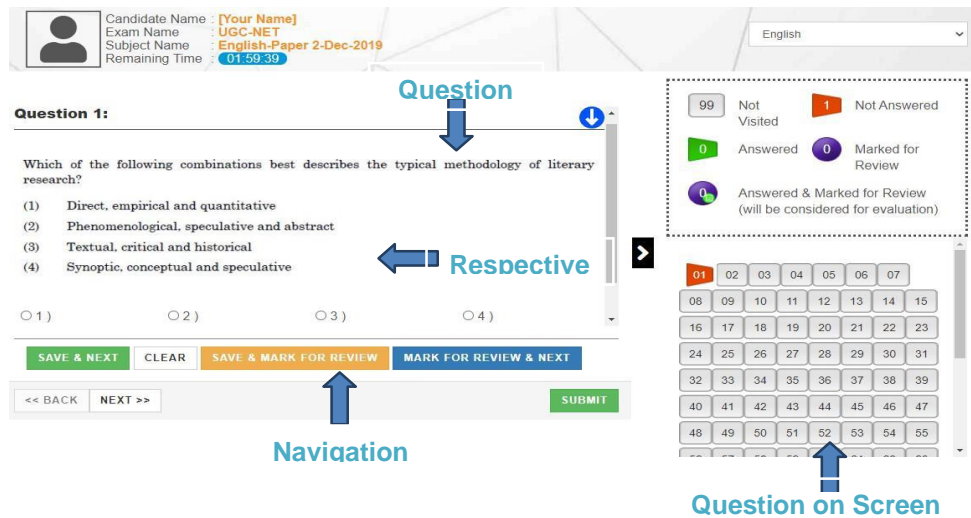 Candidate Name : [Your Name]
Exam Name : UGC-NET
Subject Name : English-Paper 2-Dec-2019
Remaining Time : 01:59:39
English
Question
Question 1:
Which of the following combinations best describes the typical methodology of literary
research?
(1) Direct, empirical and quantitative
(2) Phenomenological, speculative and abstract
(3) Textual, critical and historical
(4) Synoptic, conceptual and speculative
Respective
1 ) 2 ) 3 ) 4 )
SAVE & NEXT CLEAR SAVE & MARK FOR REVIEW MARK FOR REVIEW & NEXT
<< BACK NEXT >> SUBMIT
Navigation
99 Not Visited
1 Not Answered
0 Answered
0 Marked for
Review
0 Answered & Marked for Review
(will be considered for evaluation)
>
01 02 03 04 05 06 07
08 09 10 11 12 13 14 15
16 17 18 19 20 21 22 23
24 25 26 27 28 29 30 31
32 33 34 35 36 37 38 39
40 41 42 43 44 45 46 47
48 49 50 51 52 53 54 55
Question on Screen